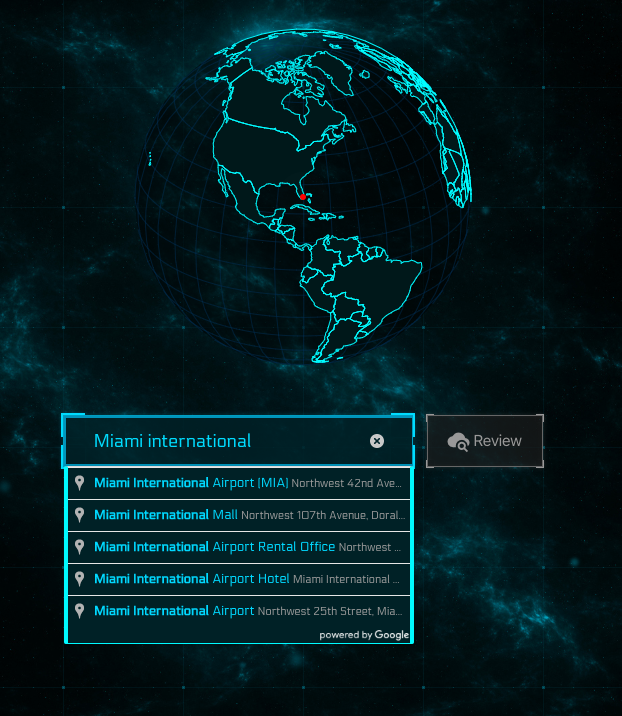 Miami international
Review
Miami International Airport (MIA) Northwest 42nd Ave...
Miami International Mall Northwest 107th Avenue, Doral...
Miami International Airport Rental Office Northwest ...
Miami International Airport Hotel Miami International ...
Miami International Airport Northwest 25th Street, Mia...
powered by Google